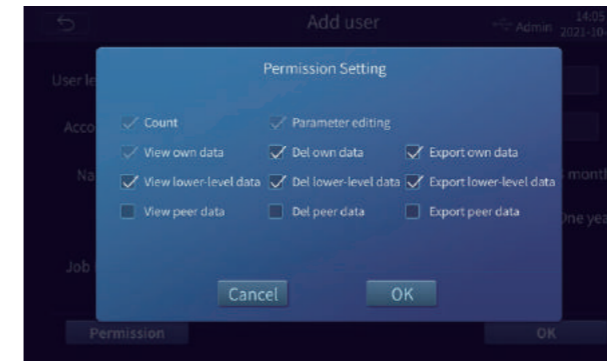 Add user
Admin
14:05
2021-10-
User le
Permission Setting
Acco
Count Parameter editing
View own data Del own data Export own data
Na
View lower-level data Del lower-level data Export lower-level data
month
View peer data Del peer data Export peer data
One yea
Job
Cancel OK
Permission OK